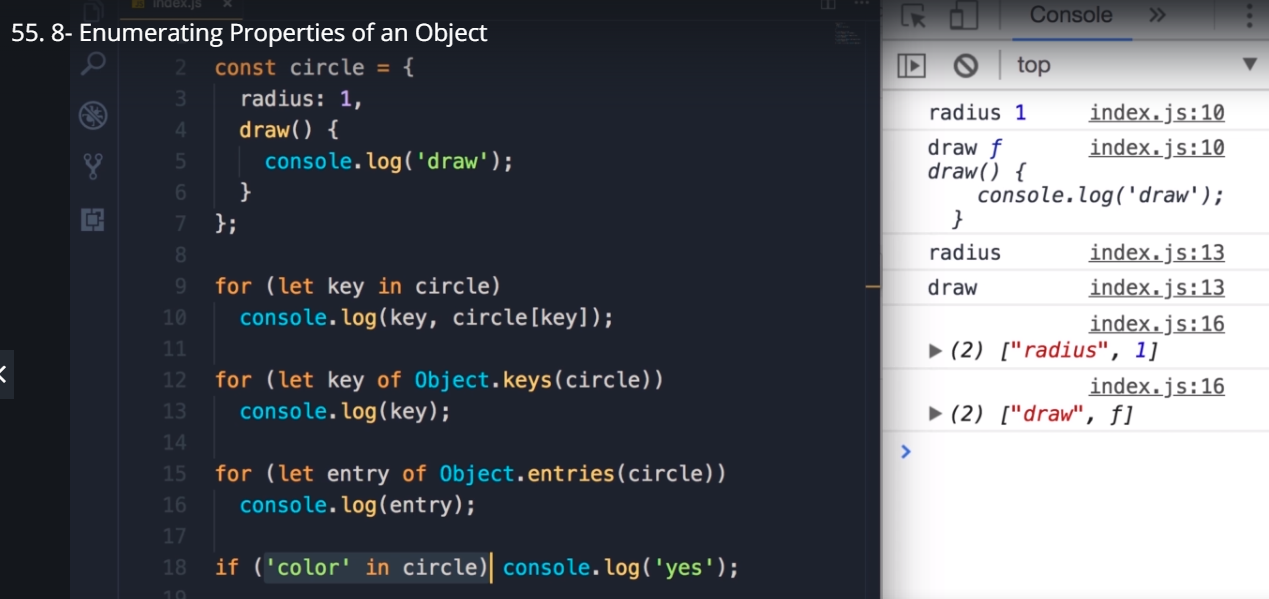 index.js ×
55. 8- Enumerating Properties of an Object
2 const circle = {
3 radius: 1,
4 draw() {
5 console.log('draw');
6 }
7 };
8
9 for (let key in circle)
10 console.log(key, circle[key]);
11
12 for (let key of Object.keys(circle))
13 console.log(key);
14
15 for (let entry of Object.entries(circle))
16 console.log(entry);
17
18 if ('color' in circle) console.log('yes');
19
Console »
top ▼
radius 1 index.js:10
draw ƒ index.js:10
draw() {
console.log('draw');
}
radius index.js:13
draw index.js:13
index.js:16
▶ (2) ["radius", 1]
index.js:16
▶ (2) ["draw", ƒ]
>